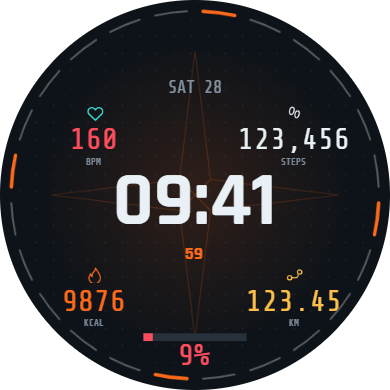 SAT 28
160
BPM
123,456
STEPS
09:41
59
9876
KCAL
123.45
KM
9%